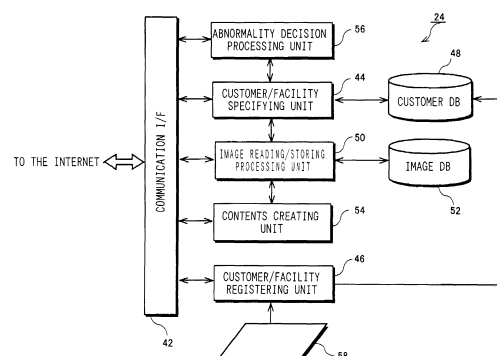 24
ABNORMALITY DECISION
PROCESSING UNIT
56
CUSTOMER/FACILITY
SPECIFYING UNIT
44
48
CUSTOMER DB
COMMUNICATION I/F
TO THE INTERNET
IMAGE READING/STORING
PROCESSING UNIT
50
IMAGE DB
52
CONTENTS CREATING
UNIT
54
CUSTOMER/FACILITY
REGISTERING UNIT
46
42
58